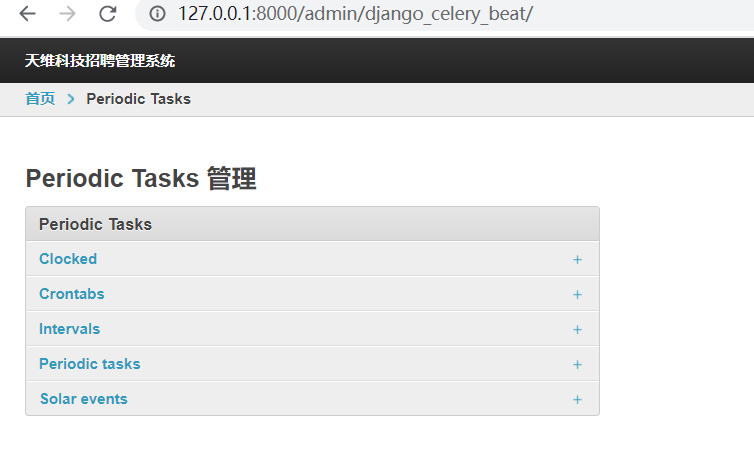 127.0.0.1:8000/admin/django_celery_beat/
天维科技招聘管理系统
首页 > Periodic Tasks
Periodic Tasks 管理
Periodic Tasks
Clocked +
Crontabs +
Intervals +
Periodic tasks +
Solar events +